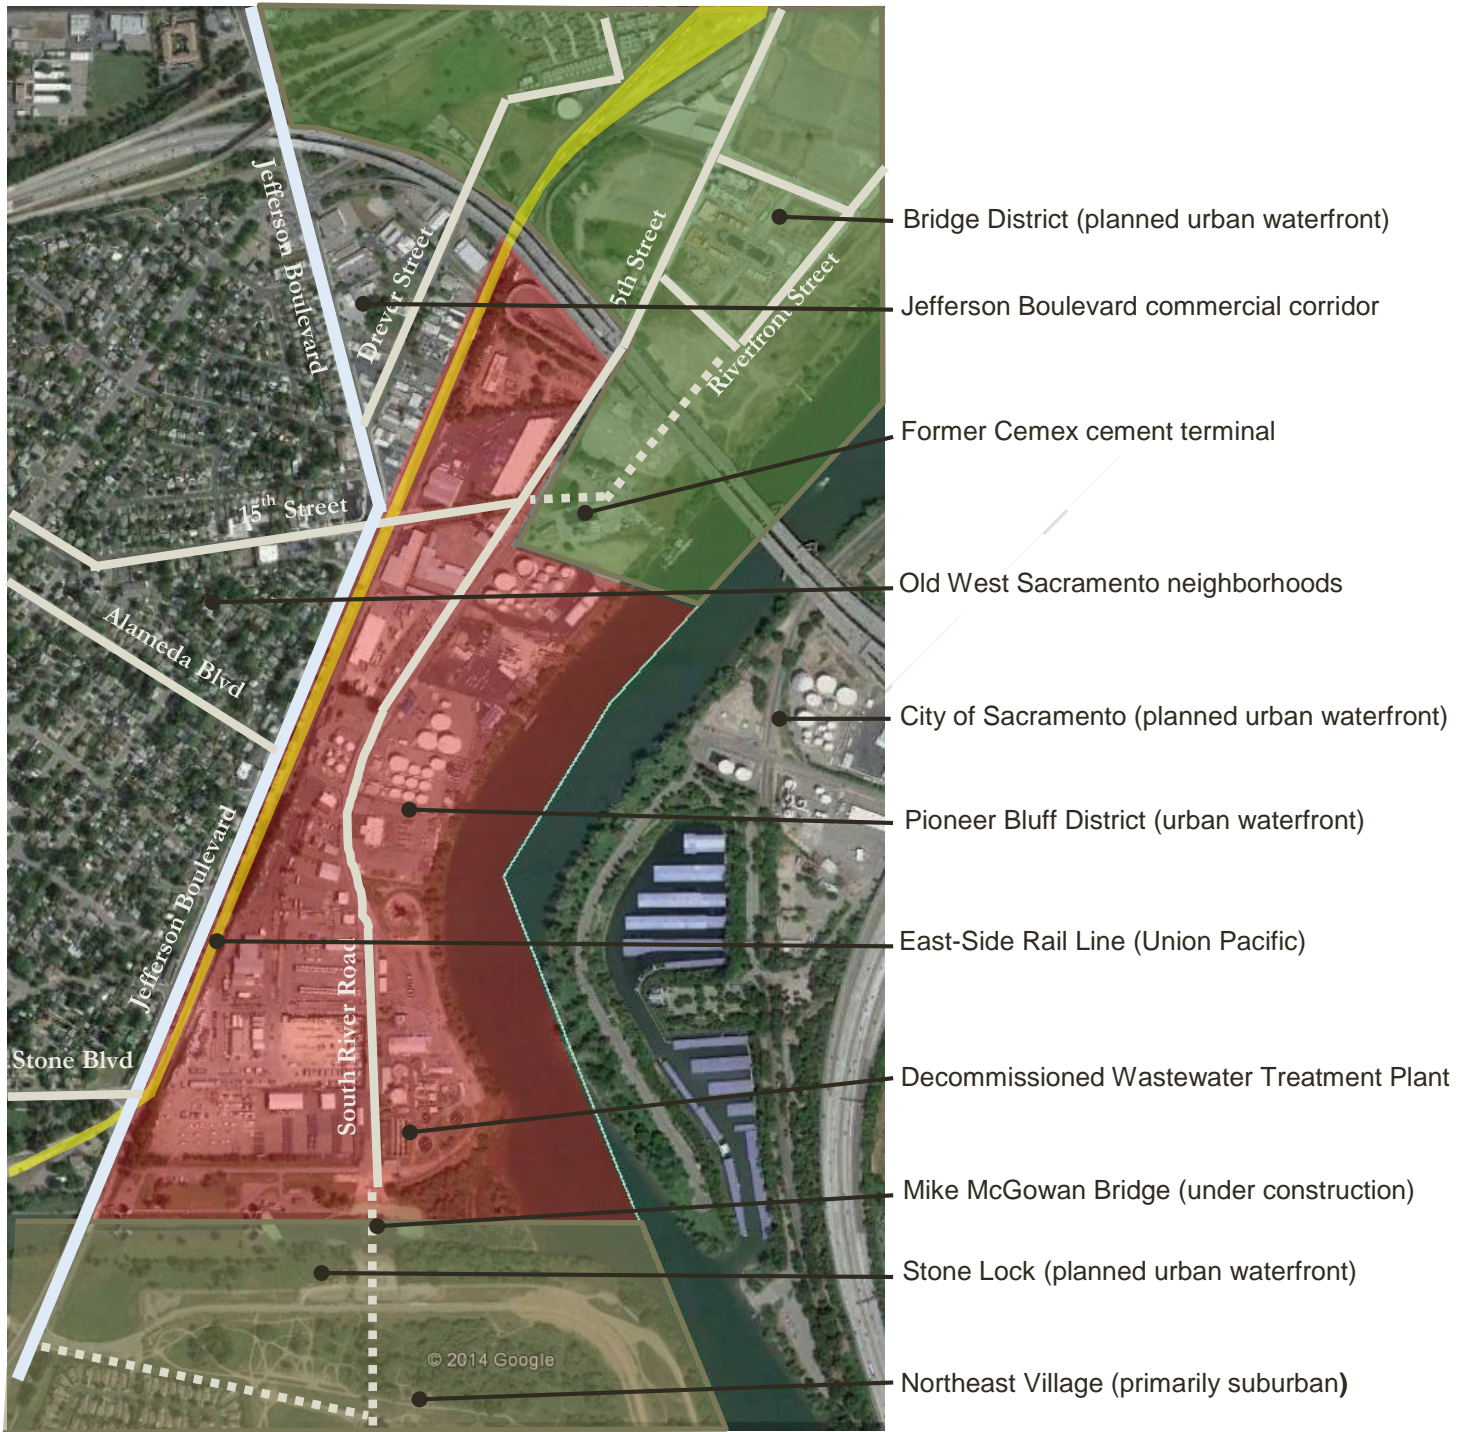 Bridge District (planned urban waterfront)
Jefferson Boulevard commercial corridor
Former Cemex cement terminal
Old West Sacramento neighborhoods
City of Sacramento (planned urban waterfront)
Pioneer Bluff District (urban waterfront)
East-Side Rail Line (Union Pacific)
Decommissioned Wastewater Treatment Plant
Mike McGowan Bridge (under construction)
Stone Lock (planned urban waterfront)
Northeast Village (primarily suburban)
Jefferson Boulevard
Drever Street
5th Street
Riverfront Street
15th Street
Alameda Blvd
Jefferson Boulevard
South River Road
Stone Blvd
© 2014 Google